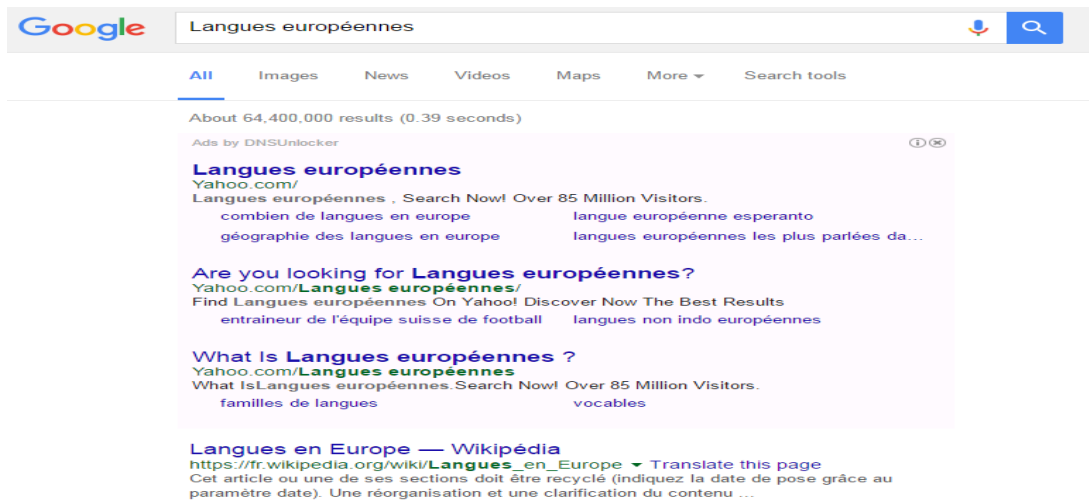 Google Langues européennes
All Images News Videos Maps More Search tools
About 64,400,000 results (0.39 seconds)
Ads by DNSUnlocker
Langues européennes
Yahoo.com/
Langues européennes , Search Now! Over 85 Million Visitors.
combien de langues en europe langue européenne esperanto
géographie des langues en europe langues européennes les plus parlées da...
Are you looking for Langues européennes?
Yahoo.com/Langues européennes/
Find Langues européennes On Yahoo! Discover Now The Best Results
entraineur de l'équipe suisse de football langues non indo européennes
What Is Langues européennes ?
Yahoo.com/Langues européennes
What IsLangues européennes.Search Now! Over 85 Million Visitors.
familles de langues vocables
Langues en Europe — Wikipédia
https://fr.wikipedia.org/wiki/Langues_en_Europe Translate this page
Cet article ou une de ses sections doit être recyclé (indiquez la date de pose grâce au
paramètre date). Une réorganisation et une clarification du contenu ...